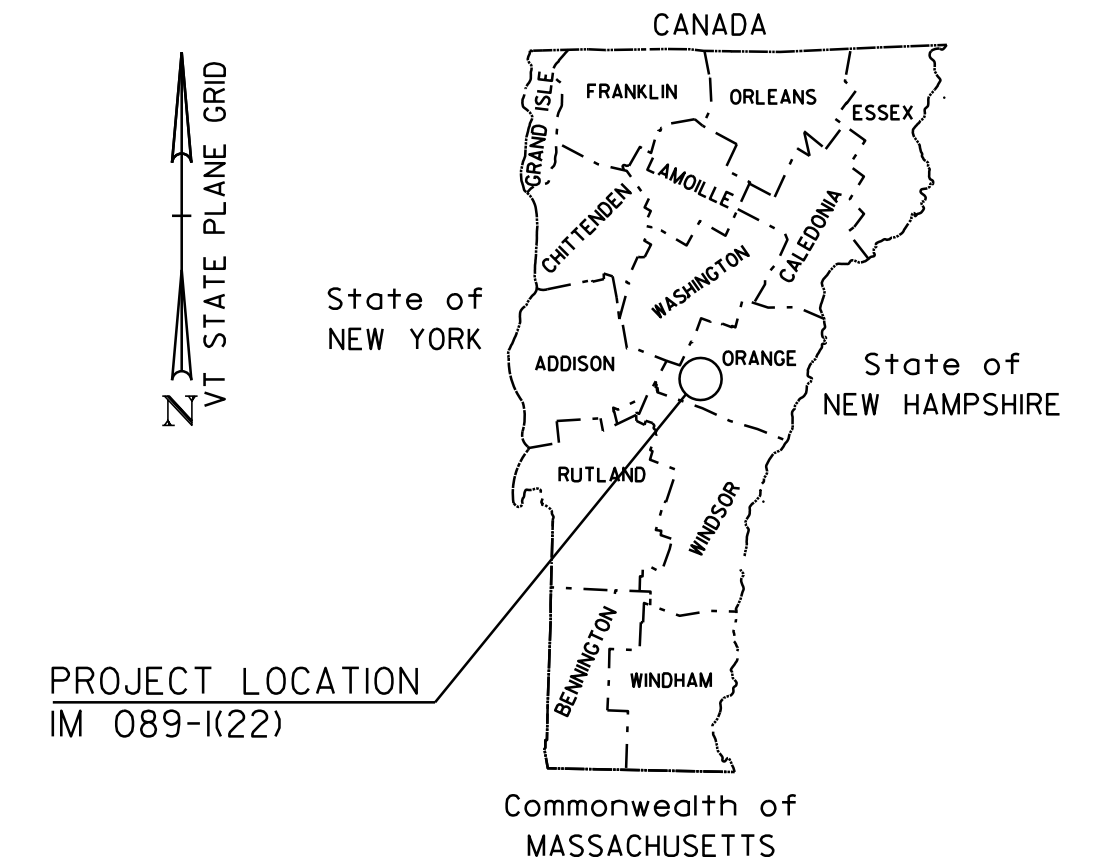 CANADA
VT STATE PLANE GRID
N
GRAND ISLE
FRANKLIN
ORLEANS
ESSEX
LAMOILLE
CHITTENDEN
CALEDONIA
WASHINGTON
State of
NEW YORK
ADDISON
ORANGE
State of
NEW HAMPSHIRE
RUTLAND
WINDSOR
BENNINGTON
WINDHAM
PROJECT LOCATION
IM 089-1(22)
Commonwealth of
MASSACHUSETTS